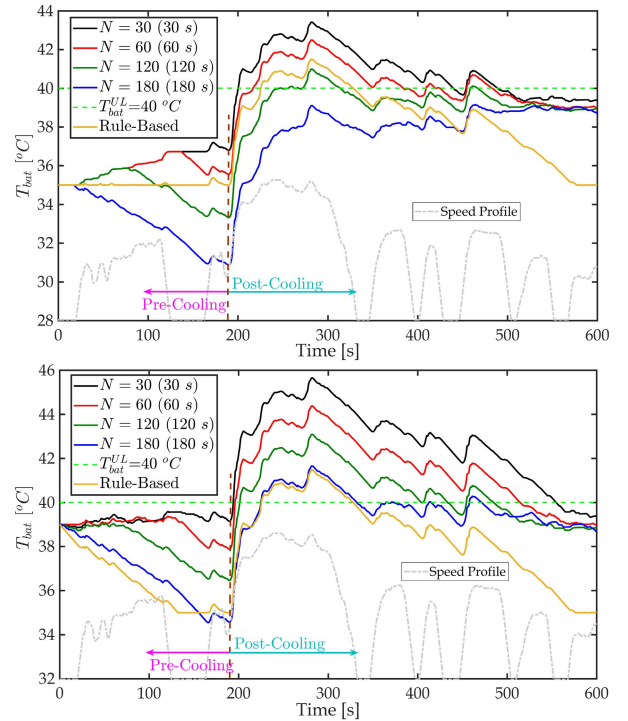 44
42
40
38
36
34
32
30
28
T_bat [°C]
N = 30 (30 s)
N = 60 (60 s)
N = 120 (120 s)
N = 180 (180 s)
T_bat^UL=40 °C
Rule-Based
Speed Profile
Post-Cooling
Pre-Cooling
0 100 200 300 400 500 600
Time [s]
46
44
42
40
38
36
34
32
T_bat [°C]
N = 30 (30 s)
N = 60 (60 s)
N = 120 (120 s)
N = 180 (180 s)
T_bat^UL=40 °C
Rule-Based
Speed Profile
Post-Cooling
Pre-Cooling
0 100 200 300 400 500 600
Time [s]